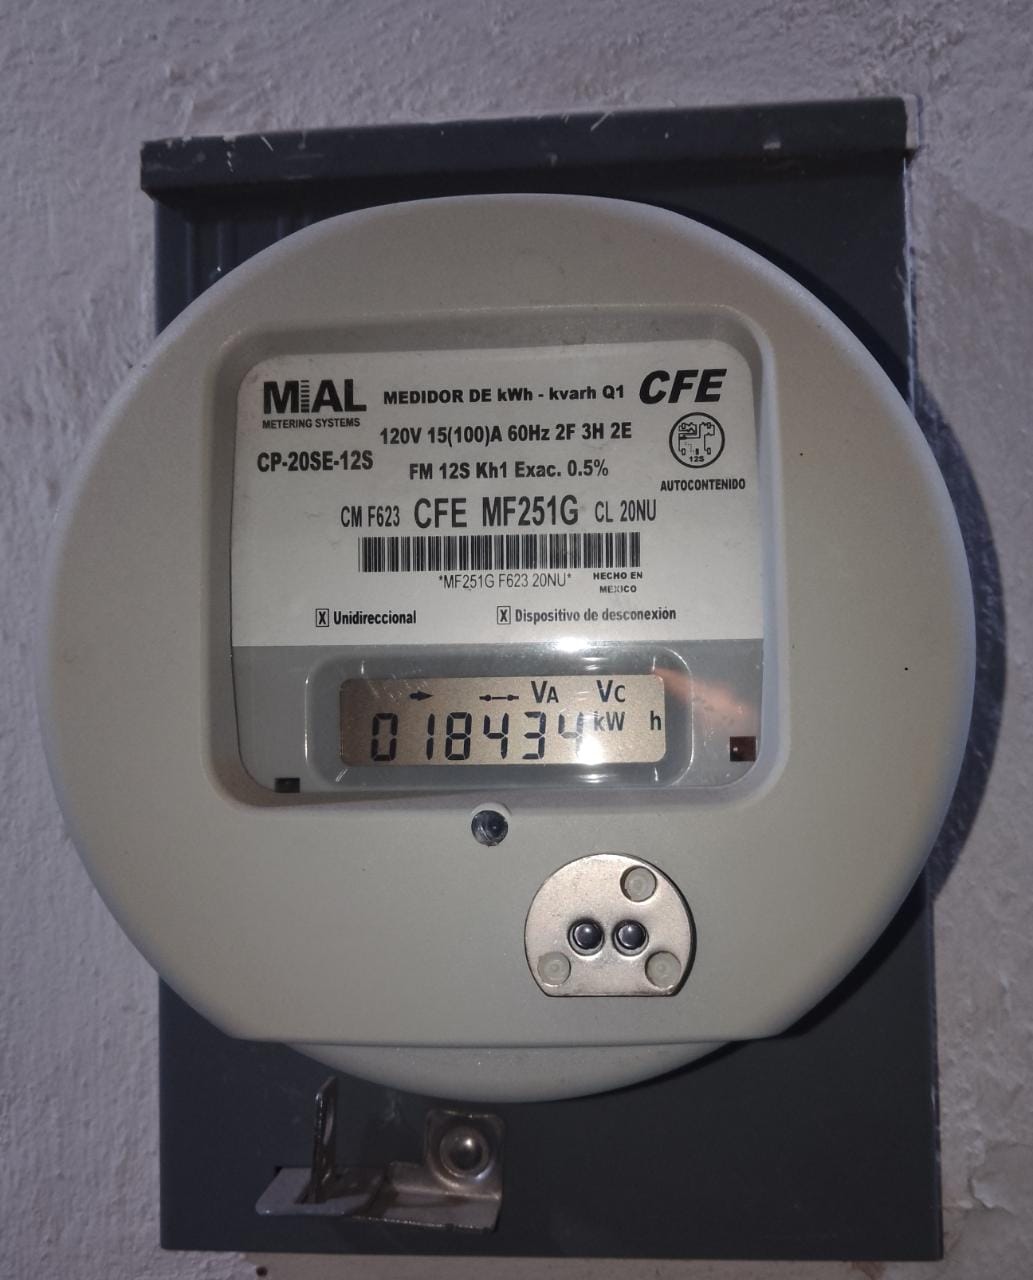 MIAL MEDIDOR DE kWh - kvarh Q1 CFE
METERING SYSTEMS
120V 15(100)A 60Hz 2F 3H 2E
CP-20SE-12S FM 12S Kh1 Exac. 0.5%
12S
AUTOCONTENIDO
CM F623 CFE MF251G CL 20NU
*MF251G F623 20NU* HECHO EN
MEXICO
X Unidireccional X Dispositivo de desconexión
VA VC
018434 kW h